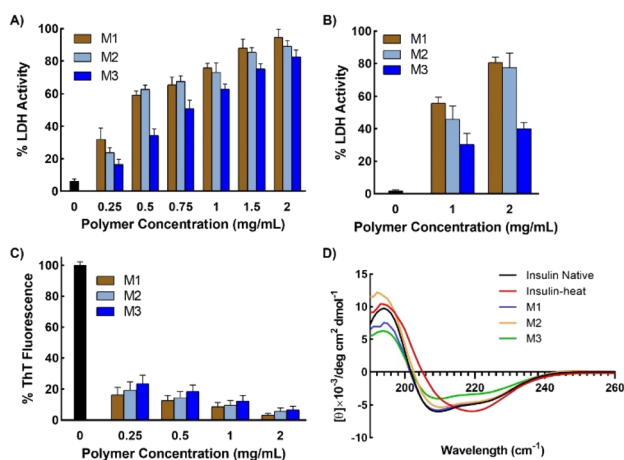 A)
% LDH Activity
100
80
60
40
20
0
M1
M2
M3
0 0.25 0.5 0.75 1 1.5 2
Polymer Concentration (mg/mL)
B)
% LDH Activity
100
80
60
40
20
0
M1
M2
M3
0 1 2
Polymer Concentration (mg/mL)
C)
% ThT Fluorescence
100
80
60
40
20
0
M1
M2
M3
0 0.25 0.5 1 2
Polymer Concentration (mg/mL)
D)
[θ]×10⁻³/deg cm² dmol⁻¹
15
10
5
0
-5
-10
Insulin Native
Insulin-heat
M1
M2
M3
200 220 240 260
Wavelength (cm⁻¹)